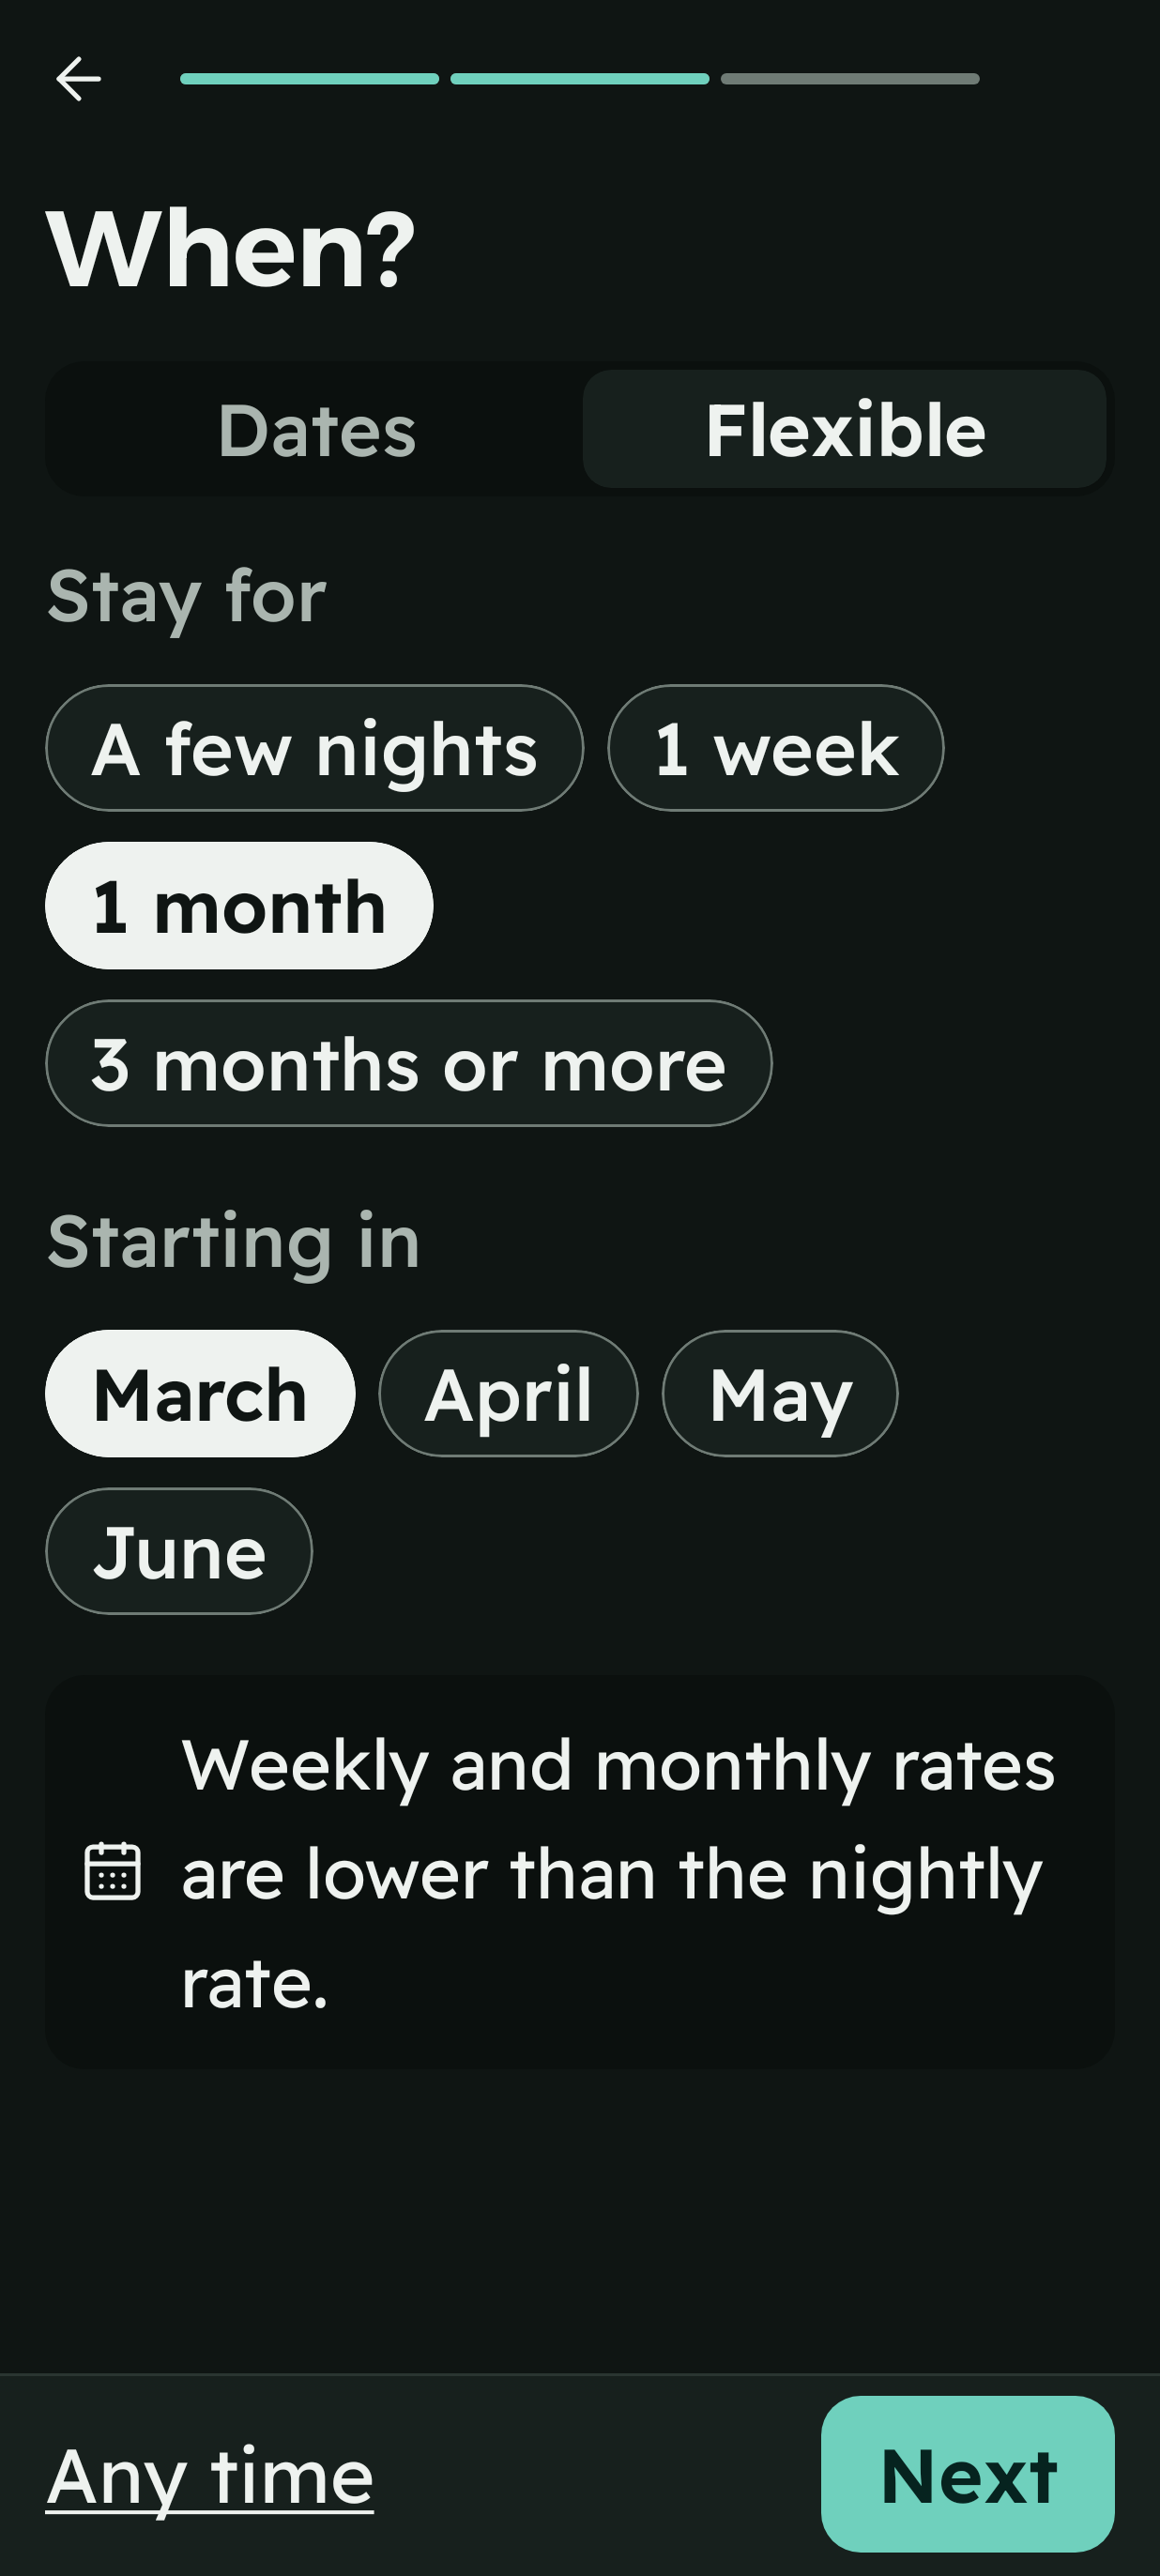 When?
Dates
Flexible
Stay for
A few nights
1 week
1 month
3 months or more
Starting in
March
April
May
June
Weekly and monthly rates
are lower than the nightly
rate.
Any time
Next